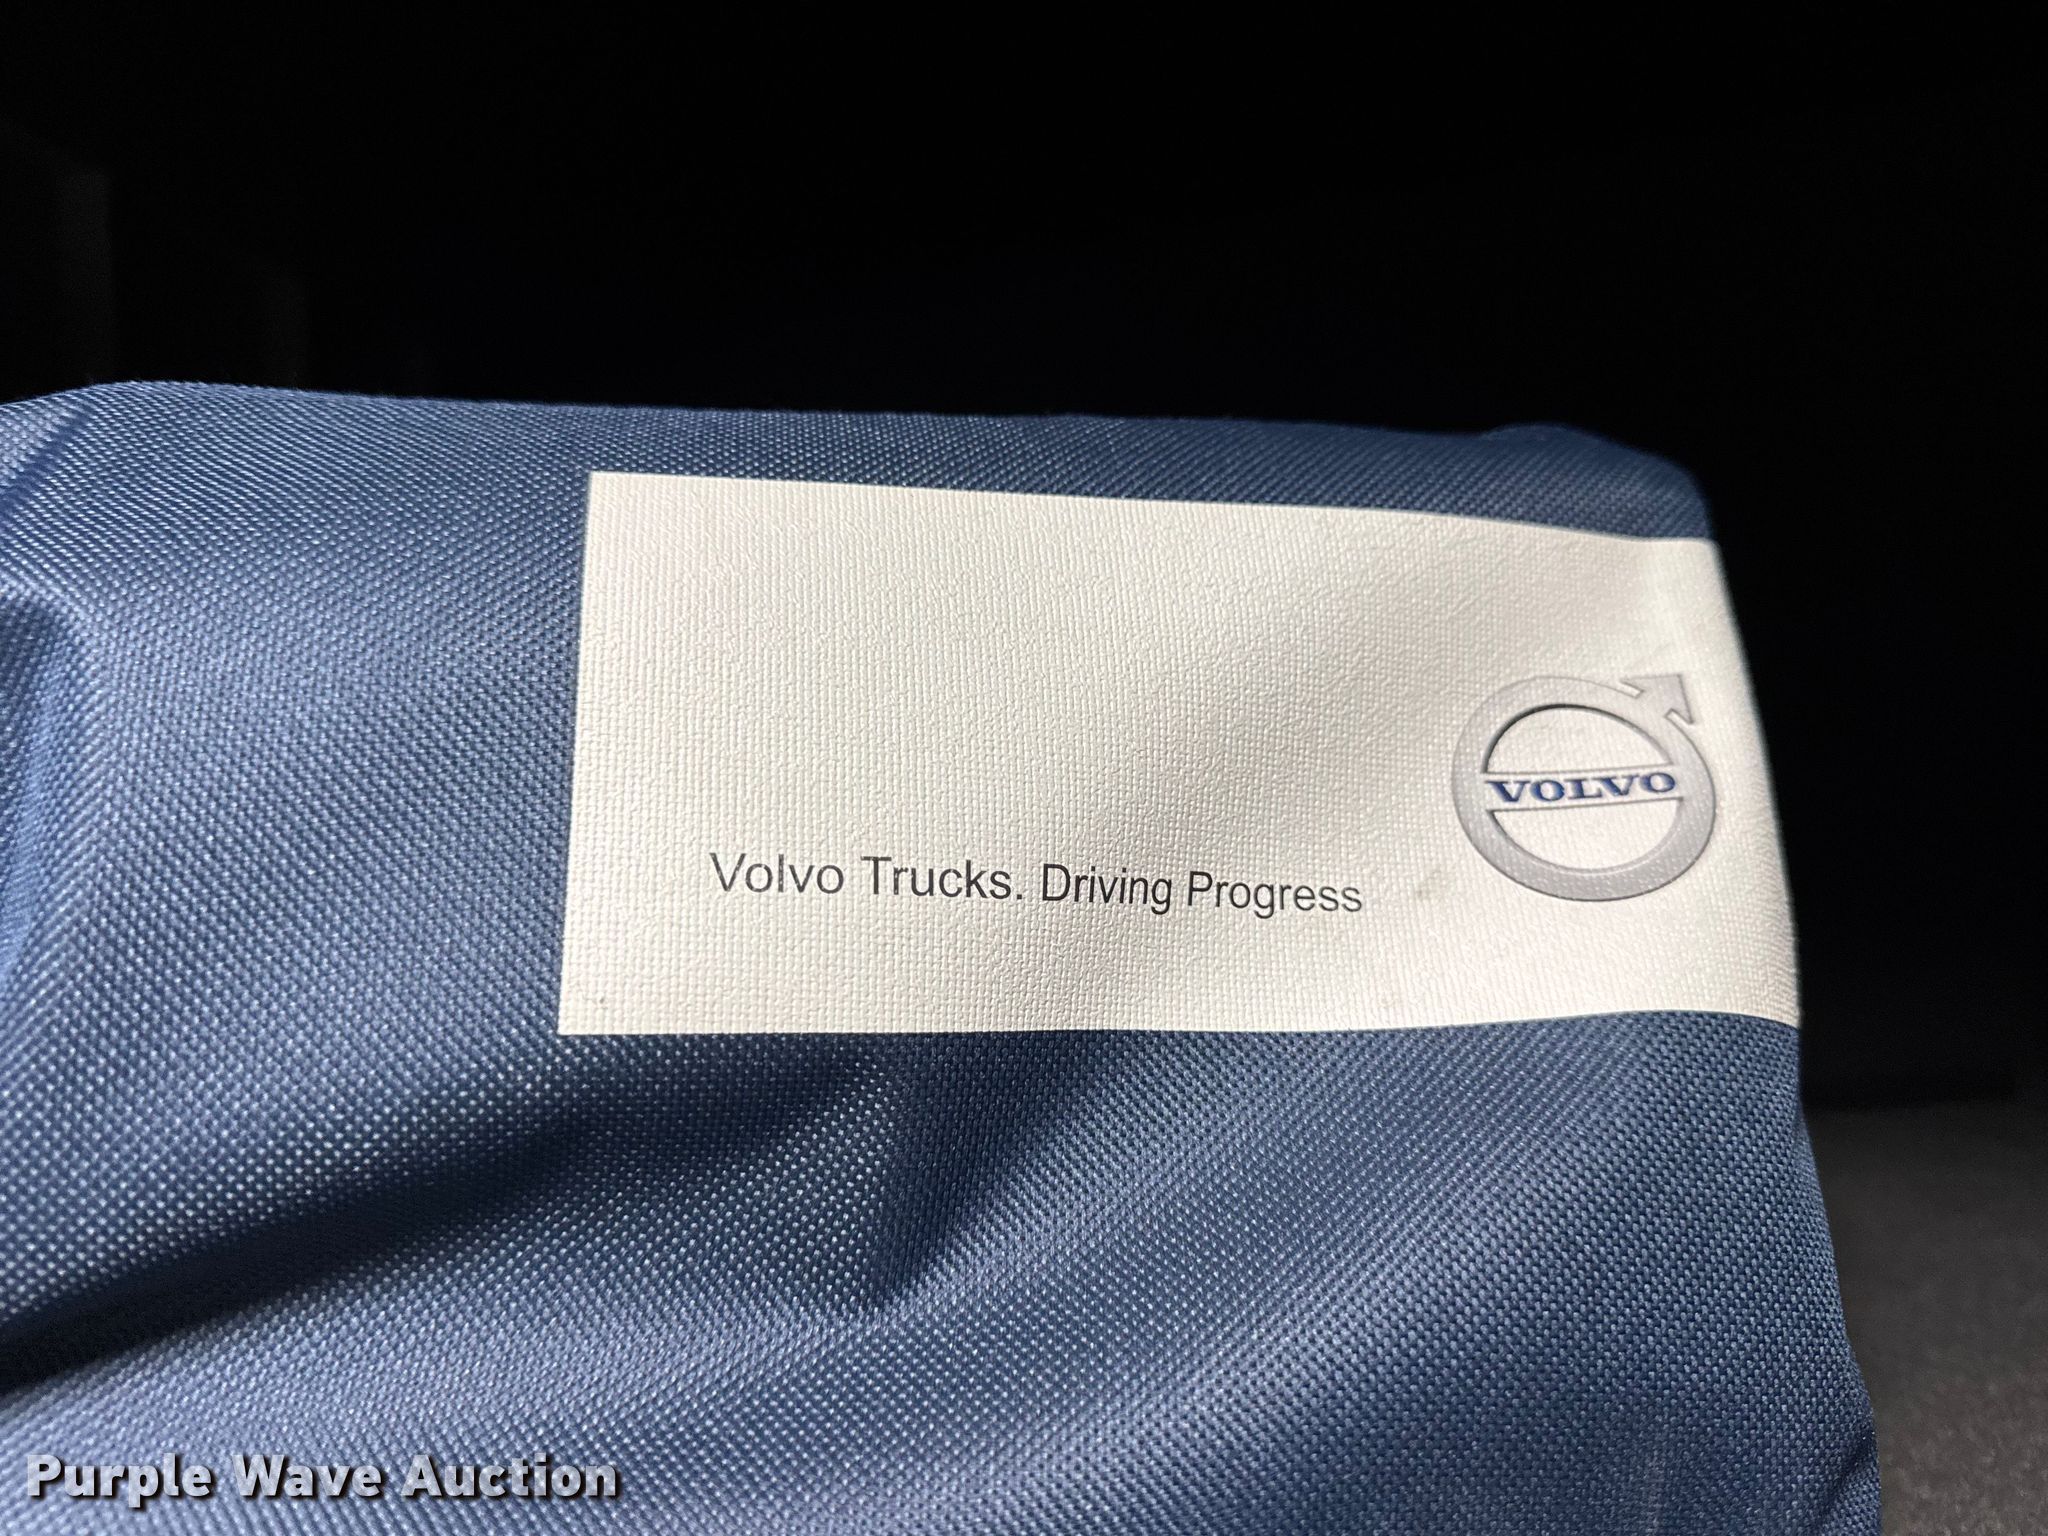 VOLVO
Volvo Trucks. Driving Progress
Purple Wave Auction